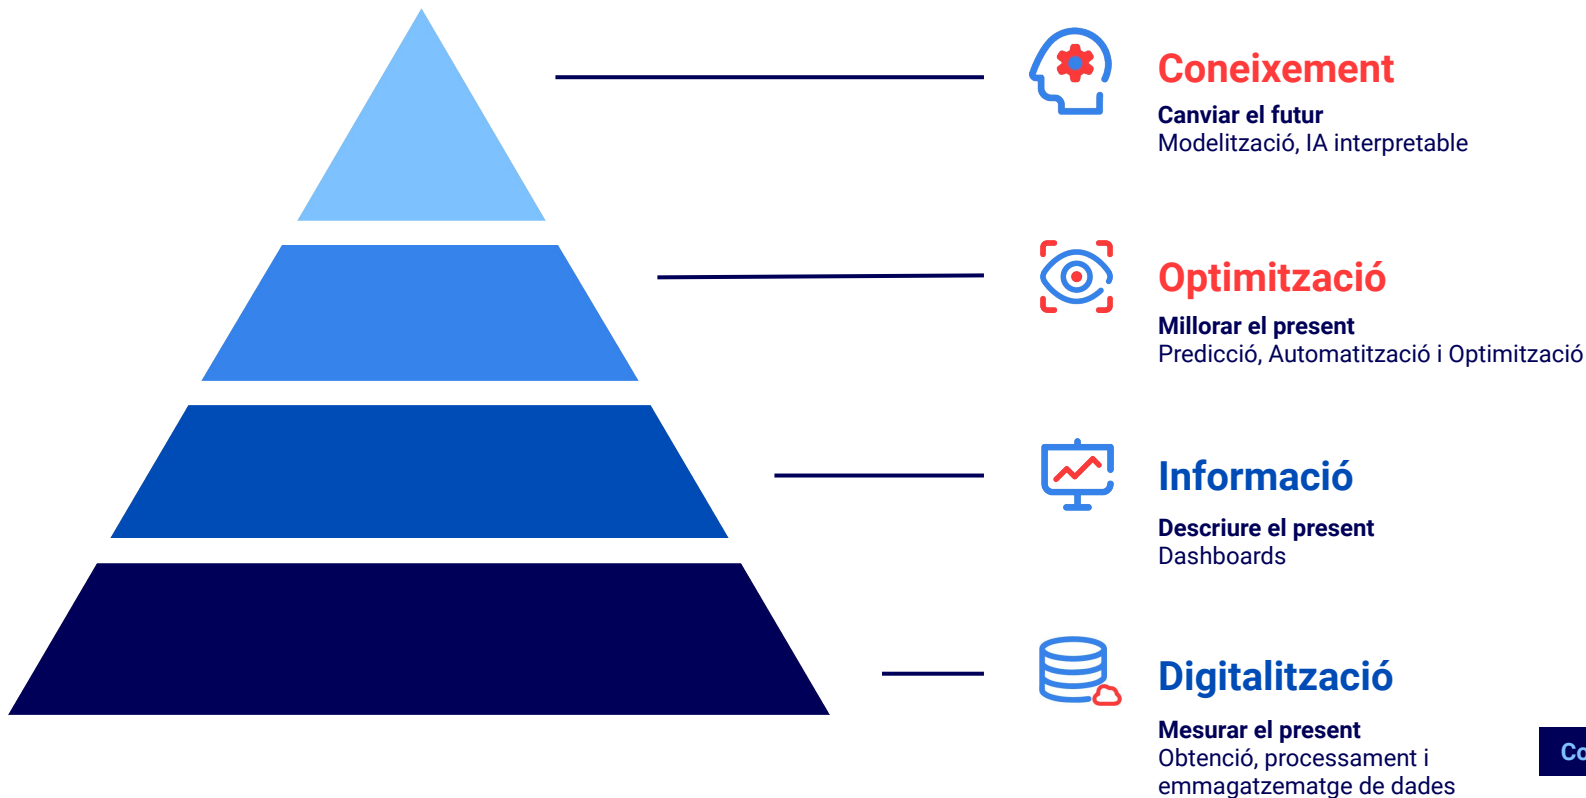 Coneixement
Canviar el futur
Modelització, IA interpretable
Optimització
Millorar el present
Predicció, Automatització i Optimització
Informació
Descriure el present
Dashboards
Digitalització
Mesurar el present
Obtenció, processament i
emmagatzematge de dades